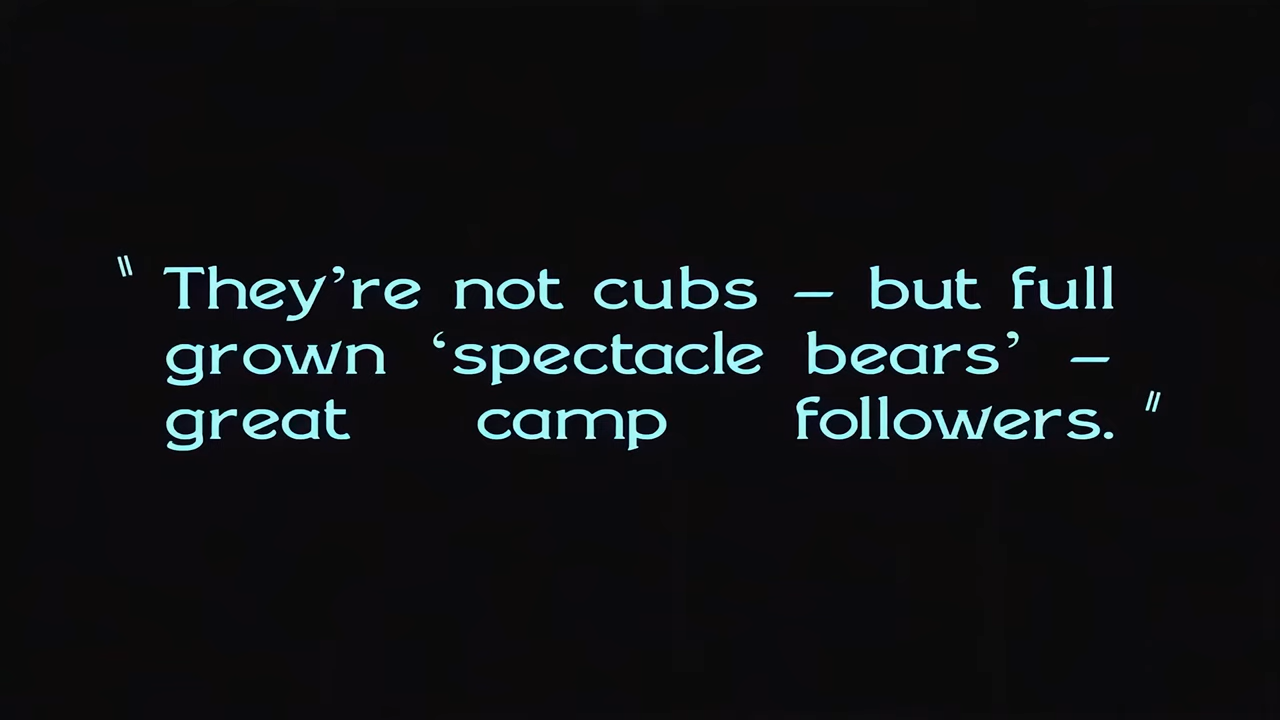 "They’re not cubs – but full
grown ‘spectacle bears’ –
great camp followers."